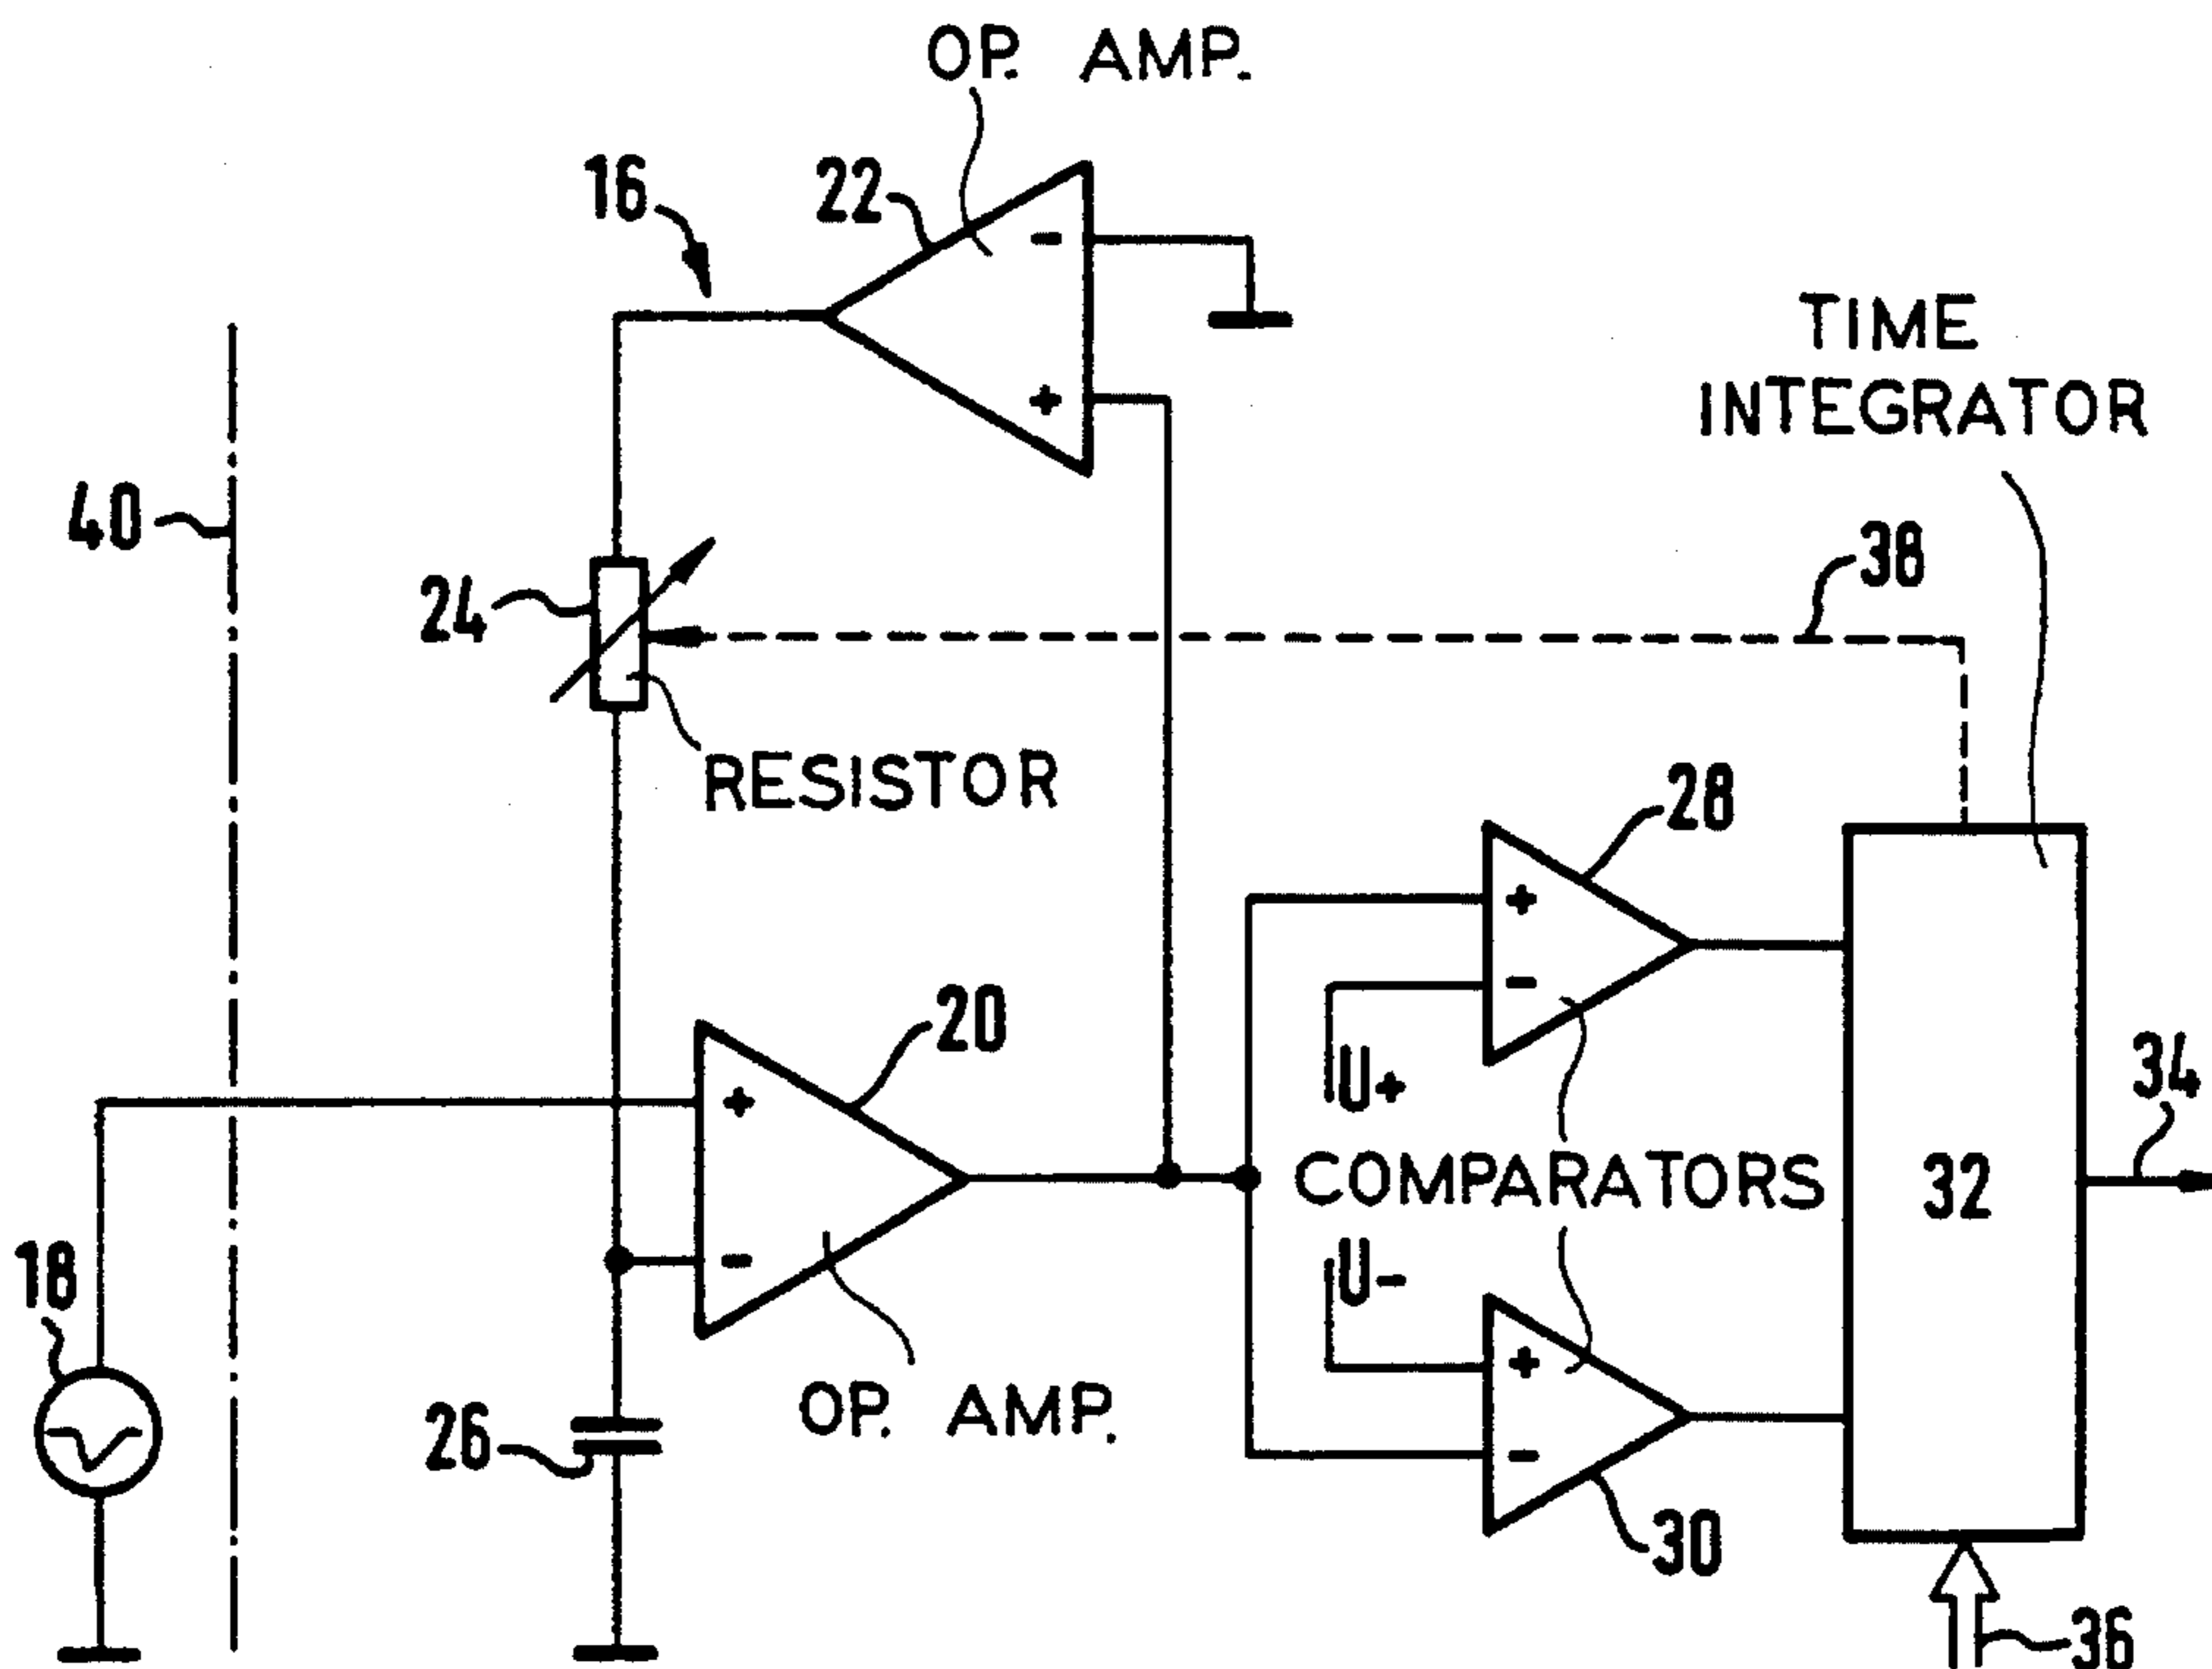 OP. AMP.
16
22
-
+
TIME
INTEGRATOR
40
38
24
RESISTOR
28
+
-
20
U+
34
+
COMPARATORS
32
-
U-
18
+
26
OP. AMP.
-
30
36